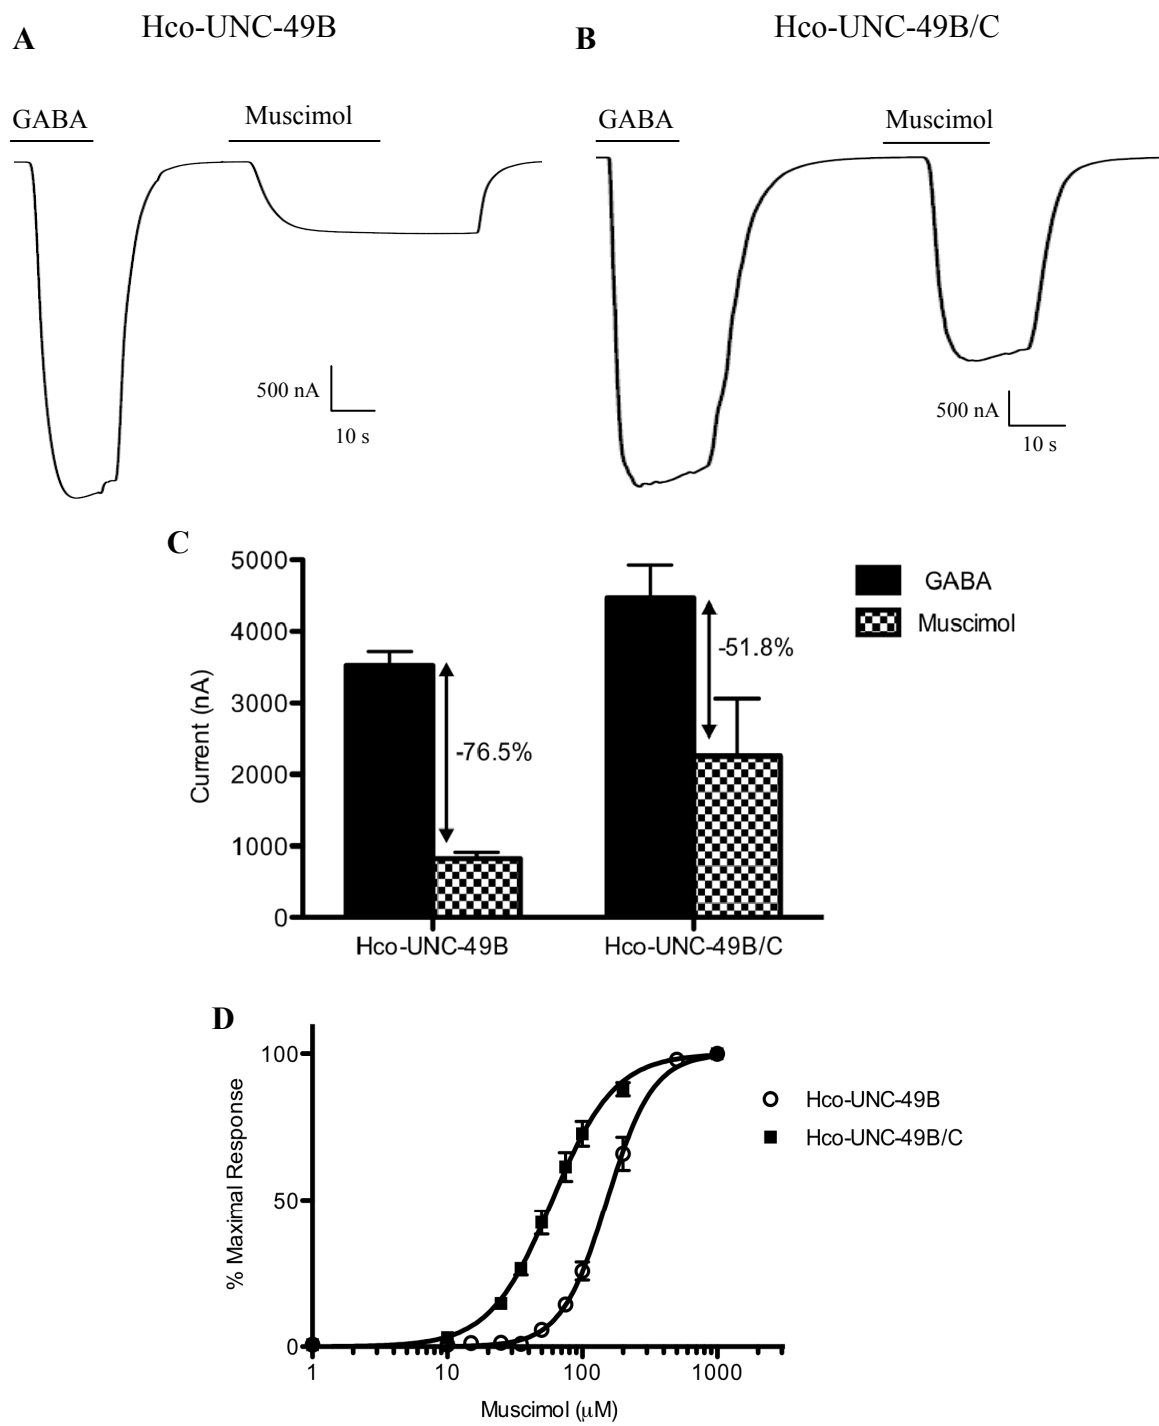 A
Hco-UNC-49B
B
Hco-UNC-49B/C
GABA
Muscimol
GABA
Muscimol
500 nA
10 s
500 nA
10 s
C
5000
4000
3000
2000
1000
0
Current (nA)
-76.5%
-51.8%
GABA
Muscimol
Hco-UNC-49B
Hco-UNC-49B/C
D
100
50
0
% Maximal Response
1
10
100
1000
Muscimol (μM)
Hco-UNC-49B
Hco-UNC-49B/C